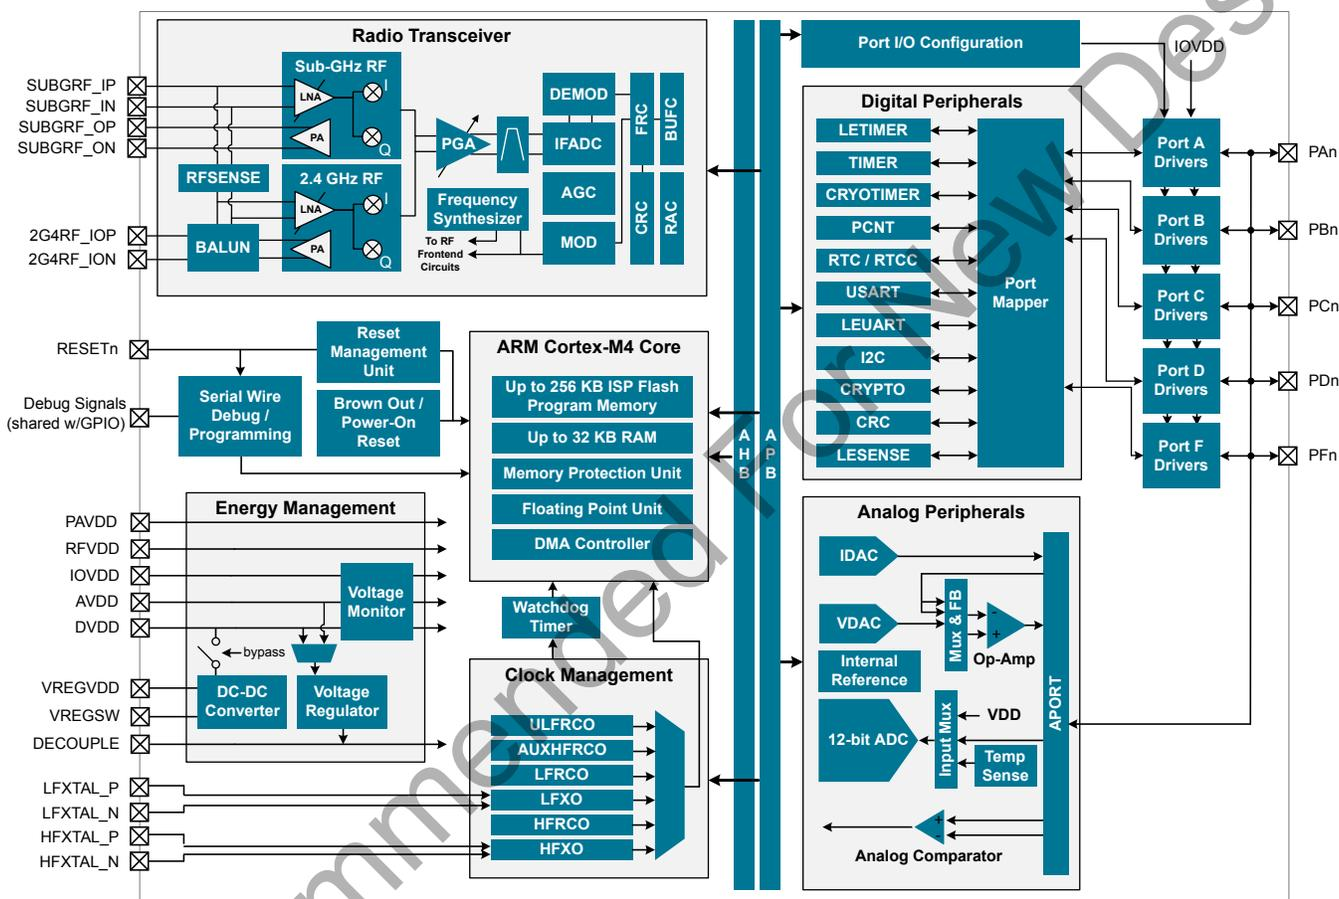 Radio Transceiver
SUBGRF_IP
SUBGRF_IN
SUBGRF_OP
SUBGRF_ON
2G4RF_IOP
2G4RF_ION
Sub-GHz RF
LNA
I
PA
Q
RFSENSE
2.4 GHz RF
LNA
I
BALUN
PA
Q
PGA
Frequency
Synthesizer
To RF
Frontend
Circuits
DEMOD
IFADC
AGC
MOD
FRC
BUFC
CRC
RAC
RESETn
Debug Signals
(shared w/GPIO)
Reset
Management
Unit
Serial Wire
Debug /
Programming
Brown Out /
Power-On
Reset
ARM Cortex-M4 Core
Up to 256 KB ISP Flash
Program Memory
Up to 32 KB RAM
Memory Protection Unit
Floating Point Unit
DMA Controller
Watchdog
Timer
Energy Management
PAVDD
RFVDD
IOVDD
AVDD
DVDD
VREGVDD
VREGSW
DECOUPLE
Voltage
Monitor
bypass
DC-DC
Converter
Voltage
Regulator
LFXTAL_P
LFXTAL_N
HFXTAL_P
HFXTAL_N
Clock Management
ULFRCO
AUXHFRCO
LFRCO
LFXO
HFRCO
HFXO
A
H
B
A
P
B
Port I/O Configuration
IOVDD
Digital Peripherals
LETIMER
TIMER
CRYOTIMER
PCNT
RTC / RTCC
USART
LEUART
I2C
CRYPTO
CRC
LESENSE
Port
Mapper
Port A
Drivers
PAn
Port B
Drivers
PBn
Port C
Drivers
PCn
Port D
Drivers
PDn
Port F
Drivers
PFn
Analog Peripherals
IDAC
VDAC
Mux & FB
-
+
Op-Amp
Internal
Reference
12-bit ADC
Input Mux
VDD
Temp
Sense
APORT
+
-
Analog Comparator
mmended For New Des